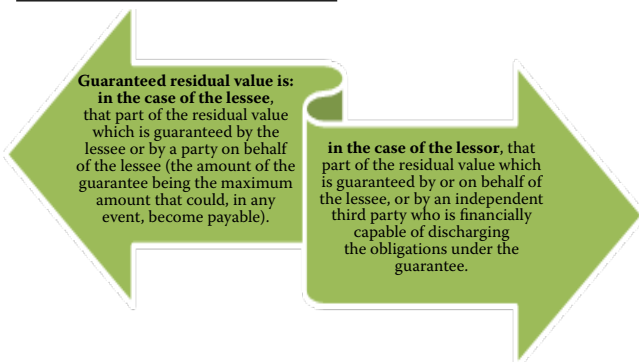 Guaranteed residual value is:
in the case of the lessee,
that part of the residual value
which is guaranteed by the
lessee or by a party on behalf
of the lessee (the amount of the
guarantee being the maximum
amount that could, in any
event, become payable).
in the case of the lessor, that
part of the residual value which
is guaranteed by or on behalf of
the lessee, or by an independent
third party who is financially
capable of discharging
the obligations under the
guarantee.